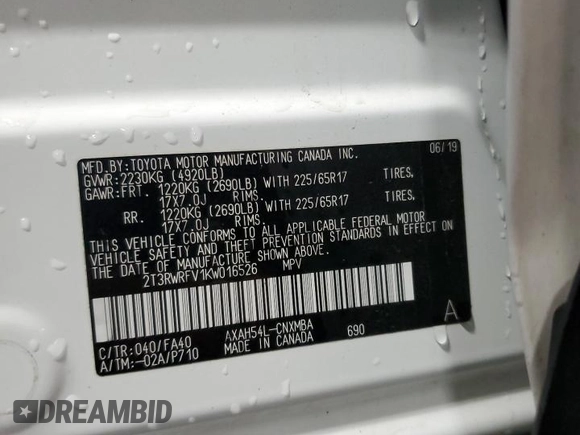 MFD.BY:TOYOTA MOTOR MANUFACTURING CANADA INC. 06/19
GVWR:2230KG (4920LB)
GAWR:FRT. 1220KG (2690LB) WITH 225/65R17 TIRES,
17X7.0J RIMS.
RR. 1220KG (2690LB) WITH 225/65R17 TIRES,
17X7.0J RIMS.
THIS VEHICLE CONFORMS TO ALL APPLICABLE FEDERAL MOTOR
VEHICLE SAFETY AND THEFT PREVENTION STANDARDS IN EFFECT ON
THE DATE OF MANUFACTURE SHOWN ABOVE.
2T3RWRFV1KW016526 MPV
A
C/TR:040/FA40 AXAH54L-CNXMBA 690
A/TM:-02A/P710 MADE IN CANADA
DREAMBID